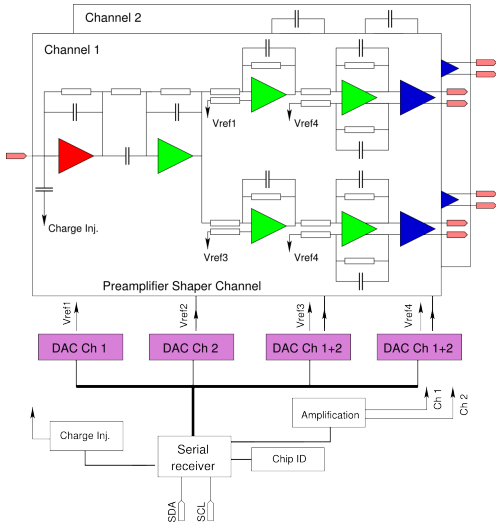 Channel 2
Channel 1
Vref1
Vref4
Charge Inj.
Vref3
Vref4
Preamplifier Shaper Channel
Vref1
Vref2
Vref3
Vref4
DAC Ch 1
DAC Ch 2
DAC Ch 1+2
DAC Ch 1+2
Ch 1
Ch 2
Amplification
Charge Inj.
Serial
receiver
Chip ID
SDA
SCL